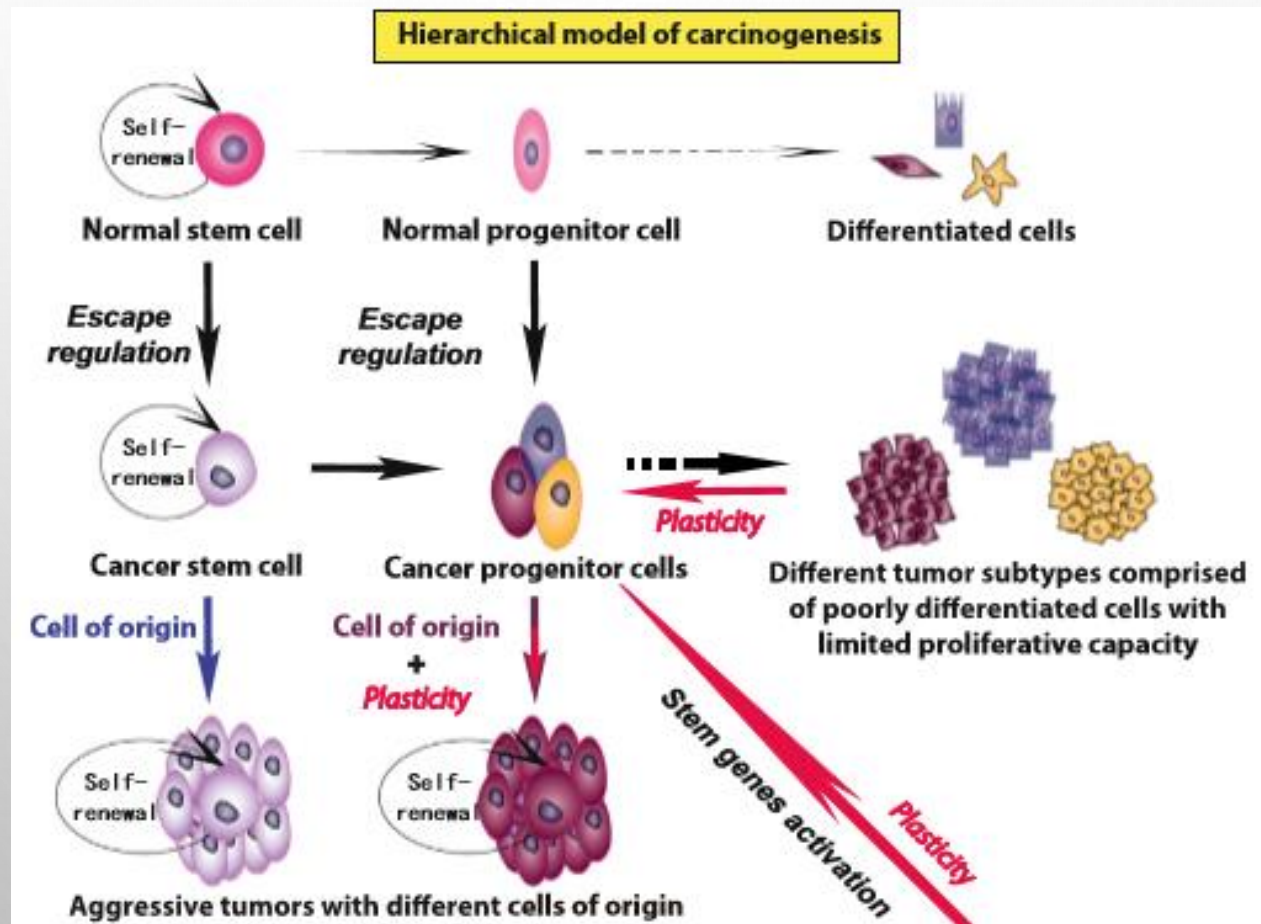 Hierarchical model of carcinogenesis
Self-
renewal
Normal stem cell
Normal progenitor cell
Differentiated cells
Escape
regulation
Escape
regulation
Self-
renewal
Plasticity
Cancer stem cell
Cancer progenitor cells
Different tumor subtypes comprised
of poorly differentiated cells with
limited proliferative capacity
Cell of origin
Cell of origin
+
Plasticity
Stem genes activation
Plasticity
Self-
renewal
Self-
renewal
Aggressive tumors with different cells of origin